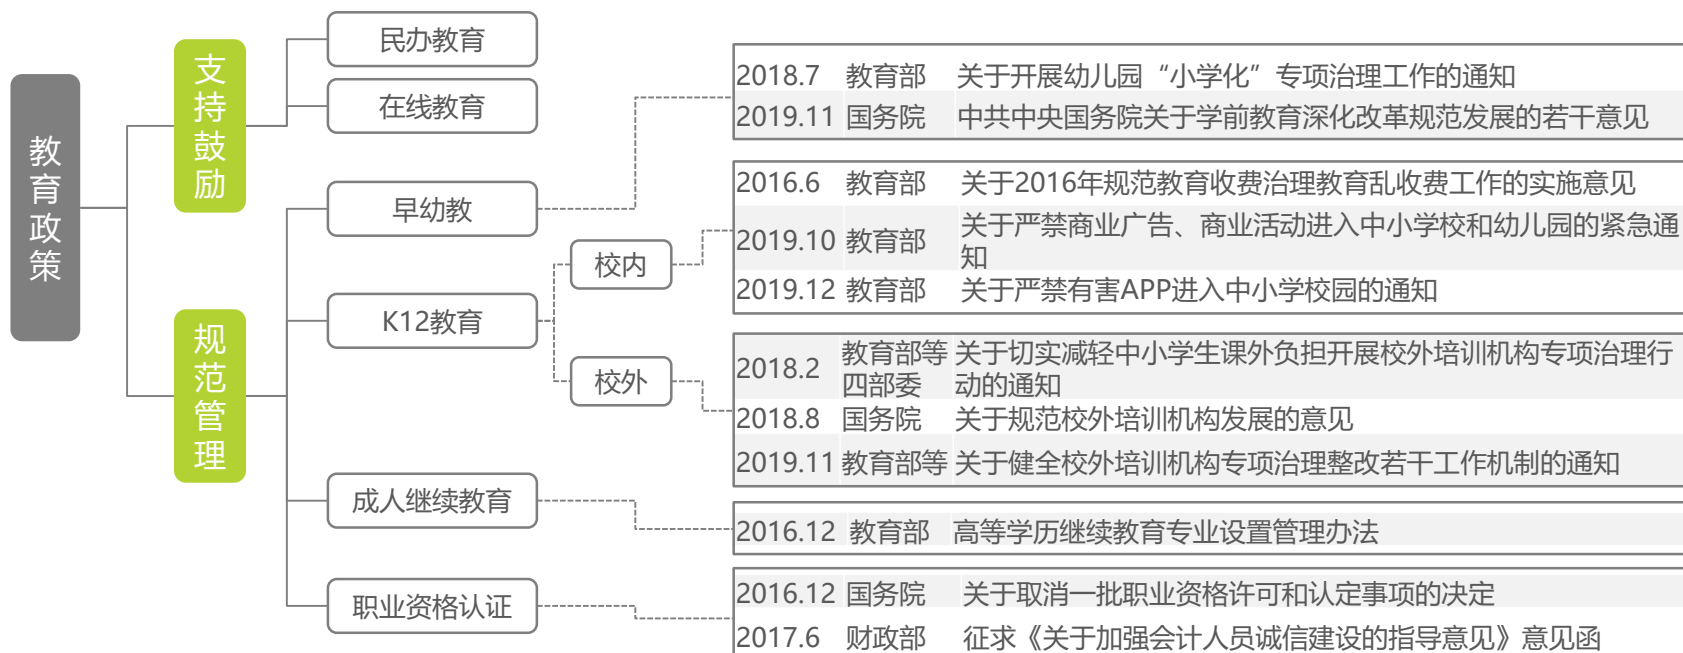 教育政策
支持鼓励
民办教育
在线教育
规范管理
早幼教
2018.7 教育部 关于开展幼儿园“小学化”专项治理工作的通知
2019.11 国务院 中共中央国务院关于学前教育深化改革规范发展的若干意见
K12教育
校内
2016.6 教育部 关于2016年规范教育收费治理教育乱收费工作的实施意见
2019.10 教育部 关于严禁商业广告、商业活动进入中小学校和幼儿园的紧急通
知
2019.12 教育部 关于严禁有害APP进入中小学校园的通知
校外
2018.2 教育部等 关于切实减轻中小学生课外负担开展校外培训机构专项治理行
四部委 动的通知
2018.8 国务院 关于规范校外培训机构发展的意见
2019.11 教育部等 关于健全校外培训机构专项治理整改若干工作机制的通知
成人继续教育
2016.12 教育部 高等学历继续教育专业设置管理办法
职业资格认证
2016.12 国务院 关于取消一批职业资格许可和认定事项的决定
2017.6 财政部 征求《关于加强会计人员诚信建设的指导意见》意见函